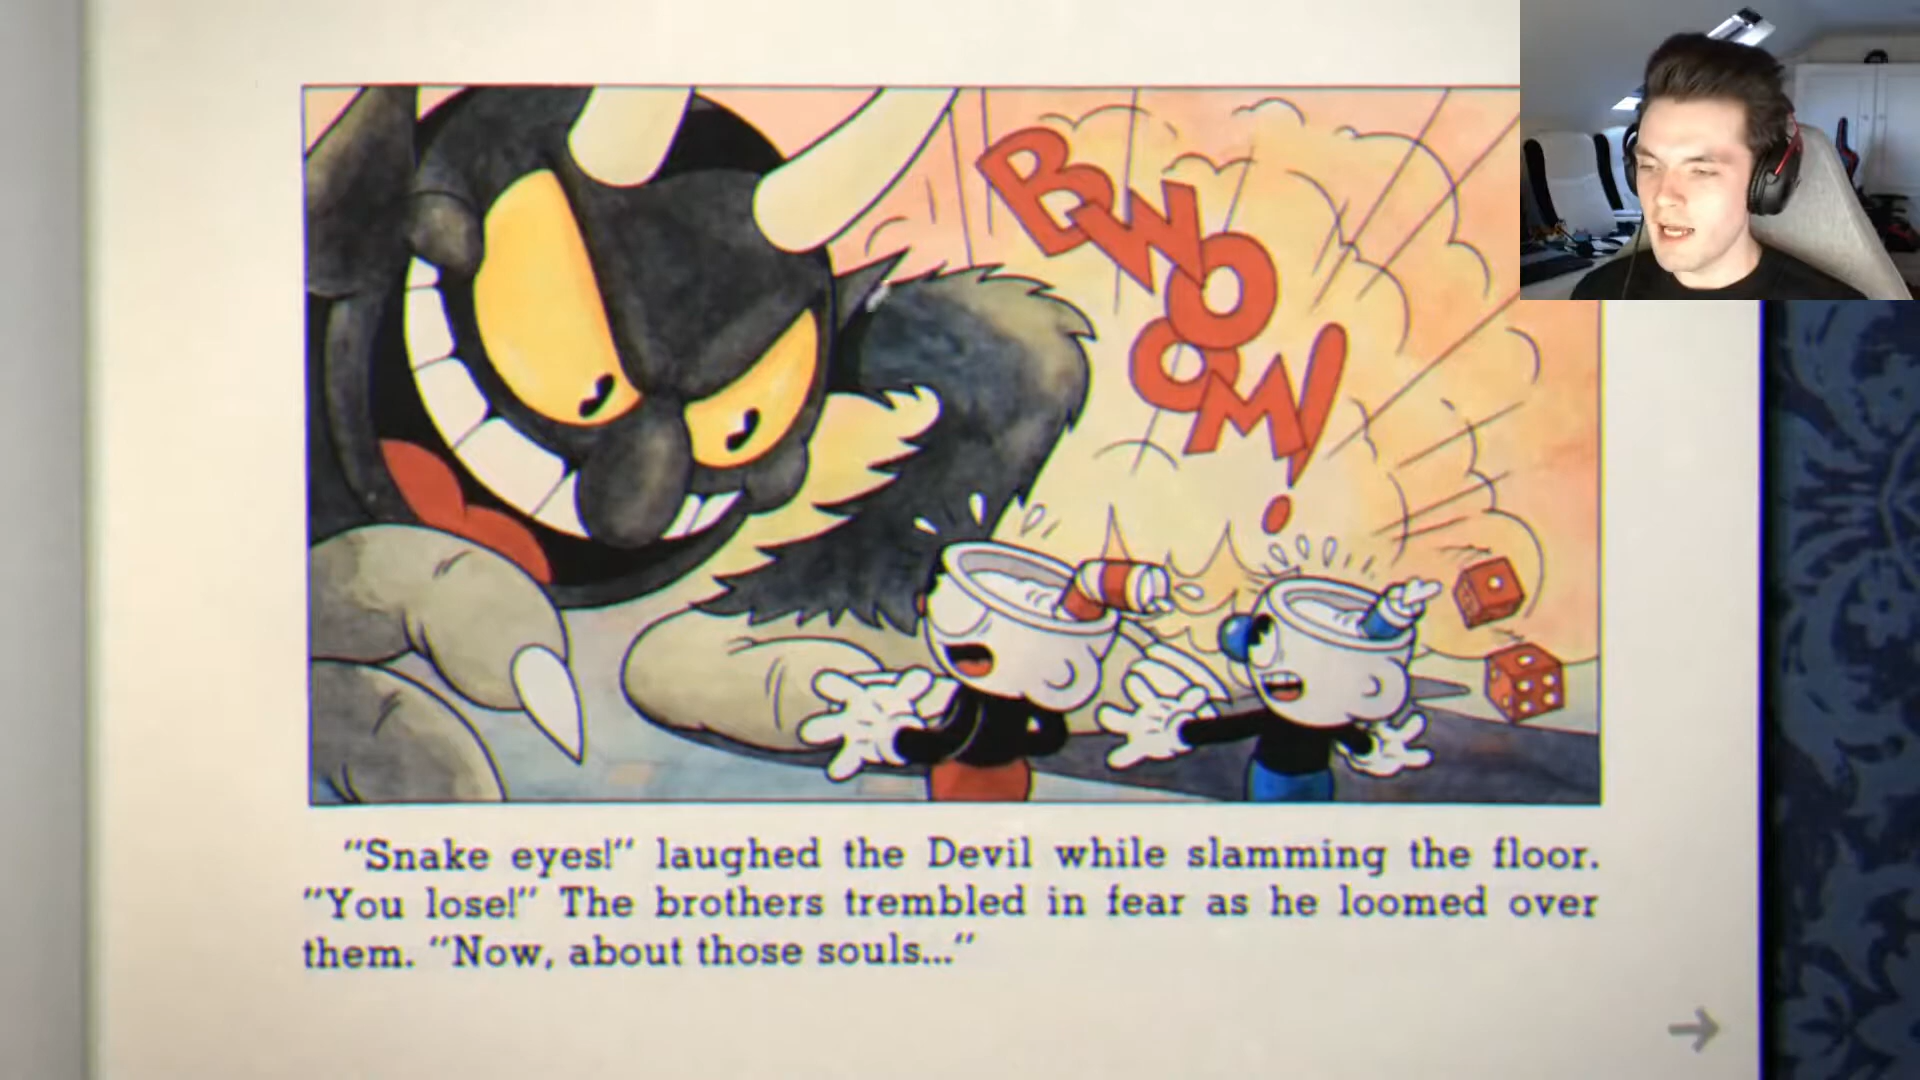 BWOOM!
"Snake eyes!" laughed the Devil while slamming the floor.
"You lose!" The brothers trembled in fear as he loomed over
them. "Now, about those souls..."